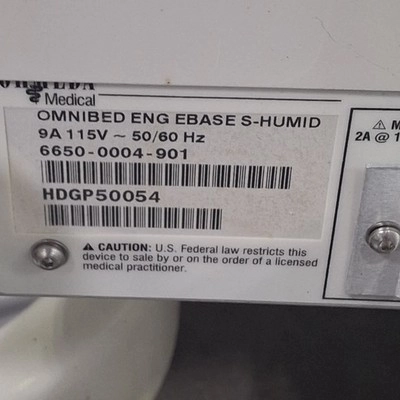 Medical
OMNIBED ENG EBASE S-HUMID
9A 115V ~ 50/60 Hz
6650-0004-901
HDGP50054
⚠ CAUTION: U.S. Federal law restricts this
device to sale by or on the order of a licensed
medical practitioner.
⚠ M
2A @ 1